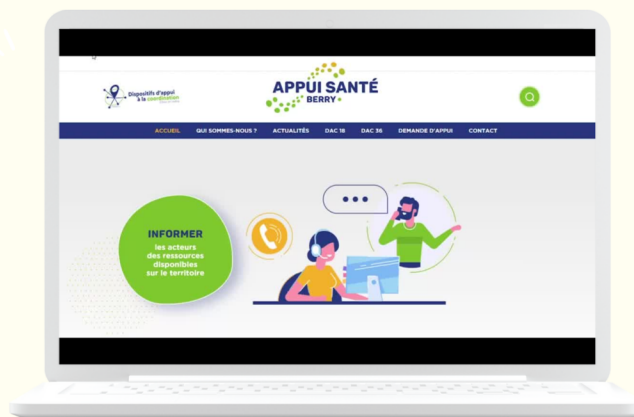 Dispositifs d'appui
à la coordination
APPUI SANTÉ
BERRY
ACCUEIL QUI SOMMES-NOUS ? ACTUALITÉS DAC 18 DAC 36 DEMANDE D'APPUI CONTACT
INFORMER
les acteurs
des ressources
disponibles
sur le territoire